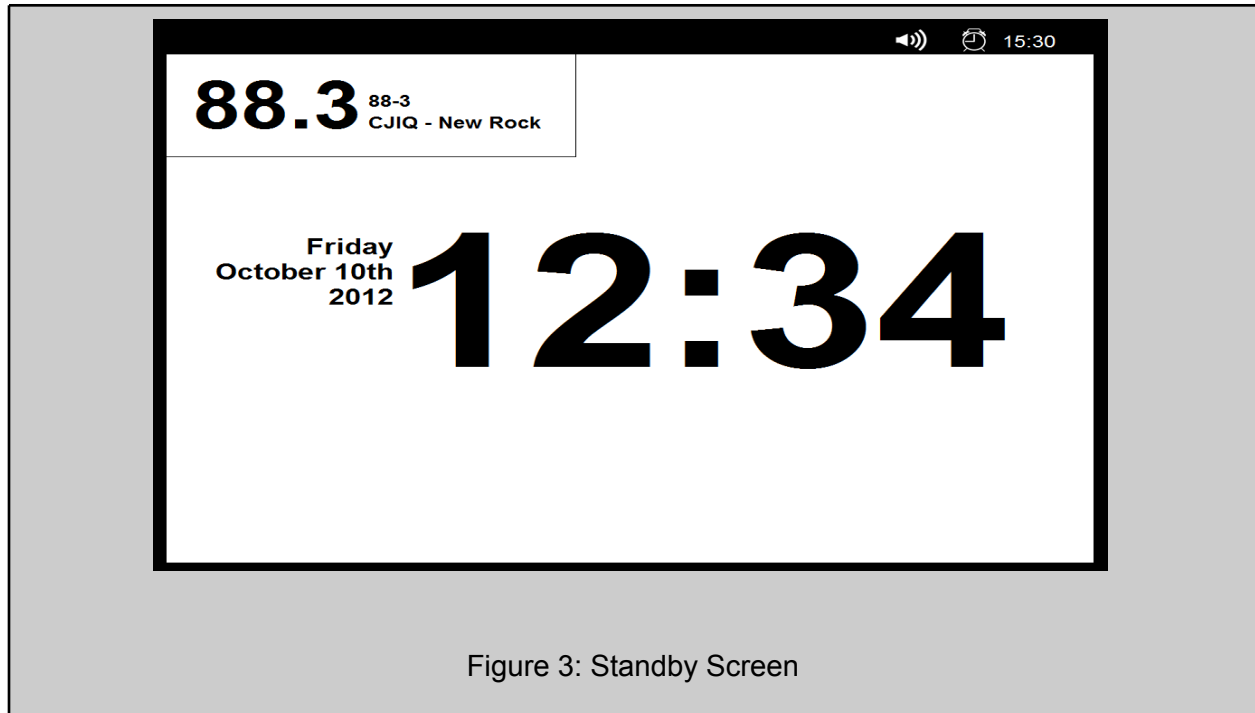 15:30
88.3
88-3
CJIQ - New Rock
Friday
October 10th
2012
12:34
Figure 3: Standby Screen